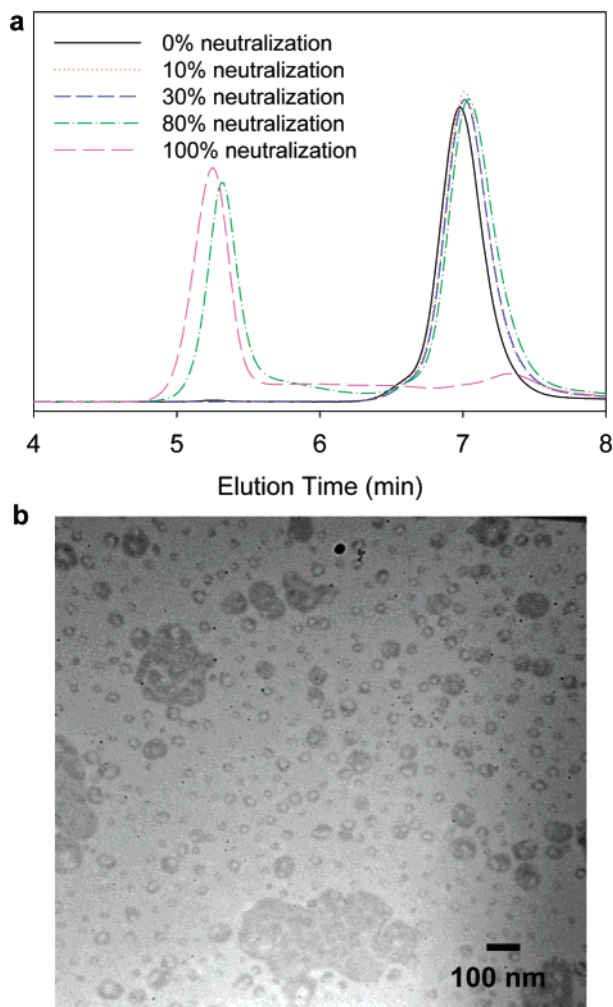 a
0% neutralization
10% neutralization
30% neutralization
80% neutralization
100% neutralization
4 5 6 7 8
Elution Time (min)
b
100 nm